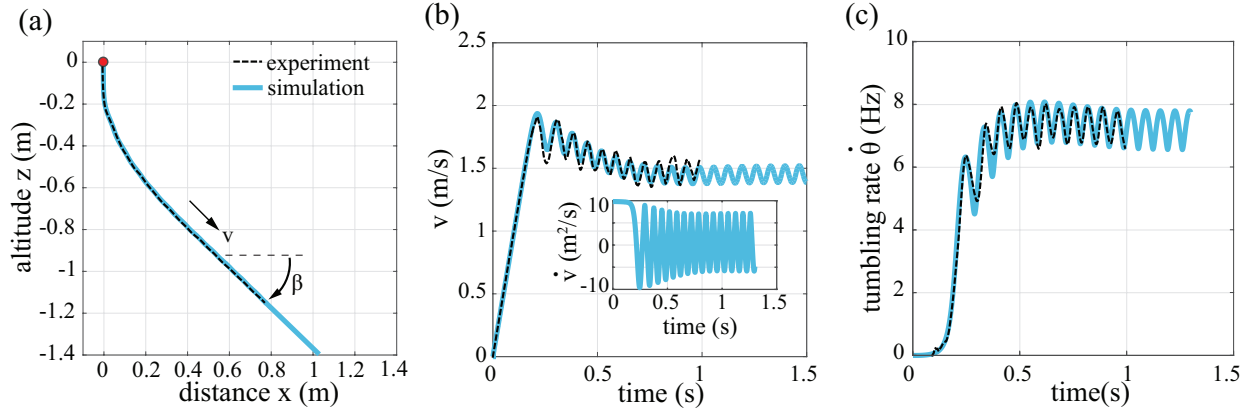 (a)
0
-0.2
-0.4
-0.6
-0.8
-1
-1.2
-1.4
altitude z (m)
experiment
simulation
v
β
0 0.2 0.4 0.6 0.8 1 1.2 1.4
distance x (m)
(b)
2.5
2
1.5
1
0.5
0
v (m/s)
10
0
-10
v̇ (m²/s)
0 0.5 1 1.5
time (s)
0 0.5 1 1.5
time (s)
(c)
12
8
4
0
tumbling rate θ̇ (Hz)
0 0.5 1 1.5
time(s)